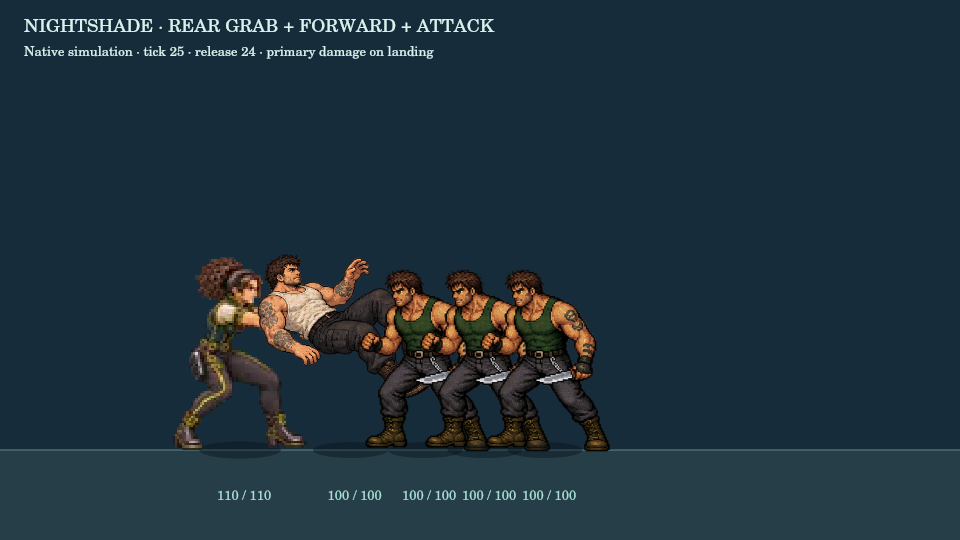 NIGHTSHADE · REAR GRAB + FORWARD + ATTACK
Native simulation · tick 25 · release 24 · primary damage on landing
110 / 110 100 / 100 100 / 100 100 / 100 100 / 100